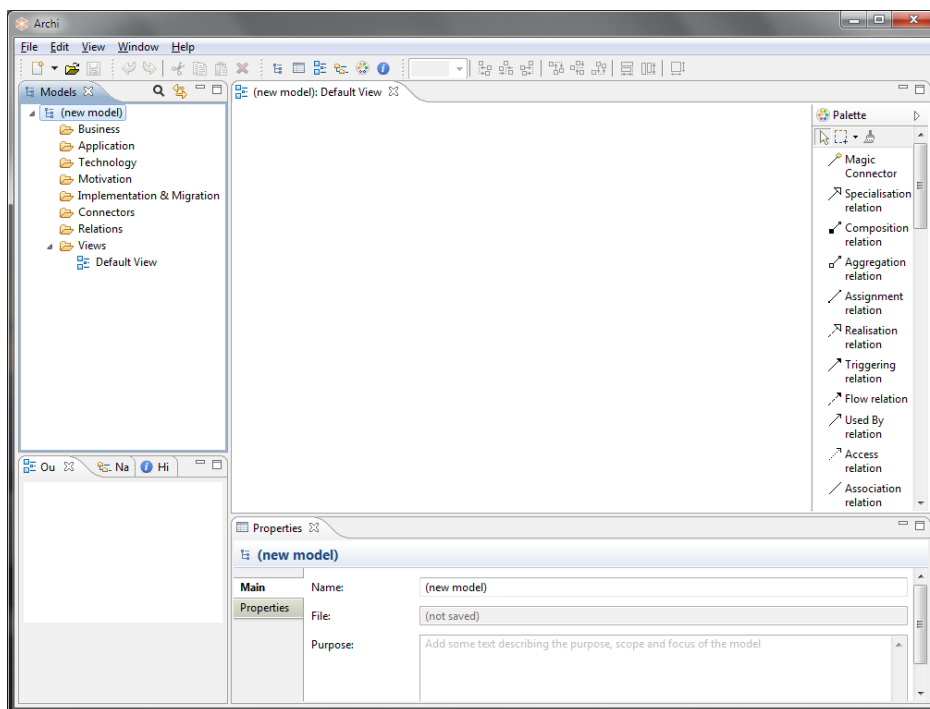 Archi
File Edit View Window Help
Models
(new model)
Business
Application
Technology
Motivation
Implementation & Migration
Connectors
Relations
Views
Default View
(new model): Default View
Palette
Magic
Connector
Specialisation
relation
Composition
relation
Aggregation
relation
Assignment
relation
Realisation
relation
Triggering
relation
Flow relation
Used By
relation
Access
relation
Association
relation
Ou Na Hi
Properties
(new model)
Main
Properties
Name: (new model)
File: (not saved)
Purpose: Add some text describing the purpose, scope and focus of the model